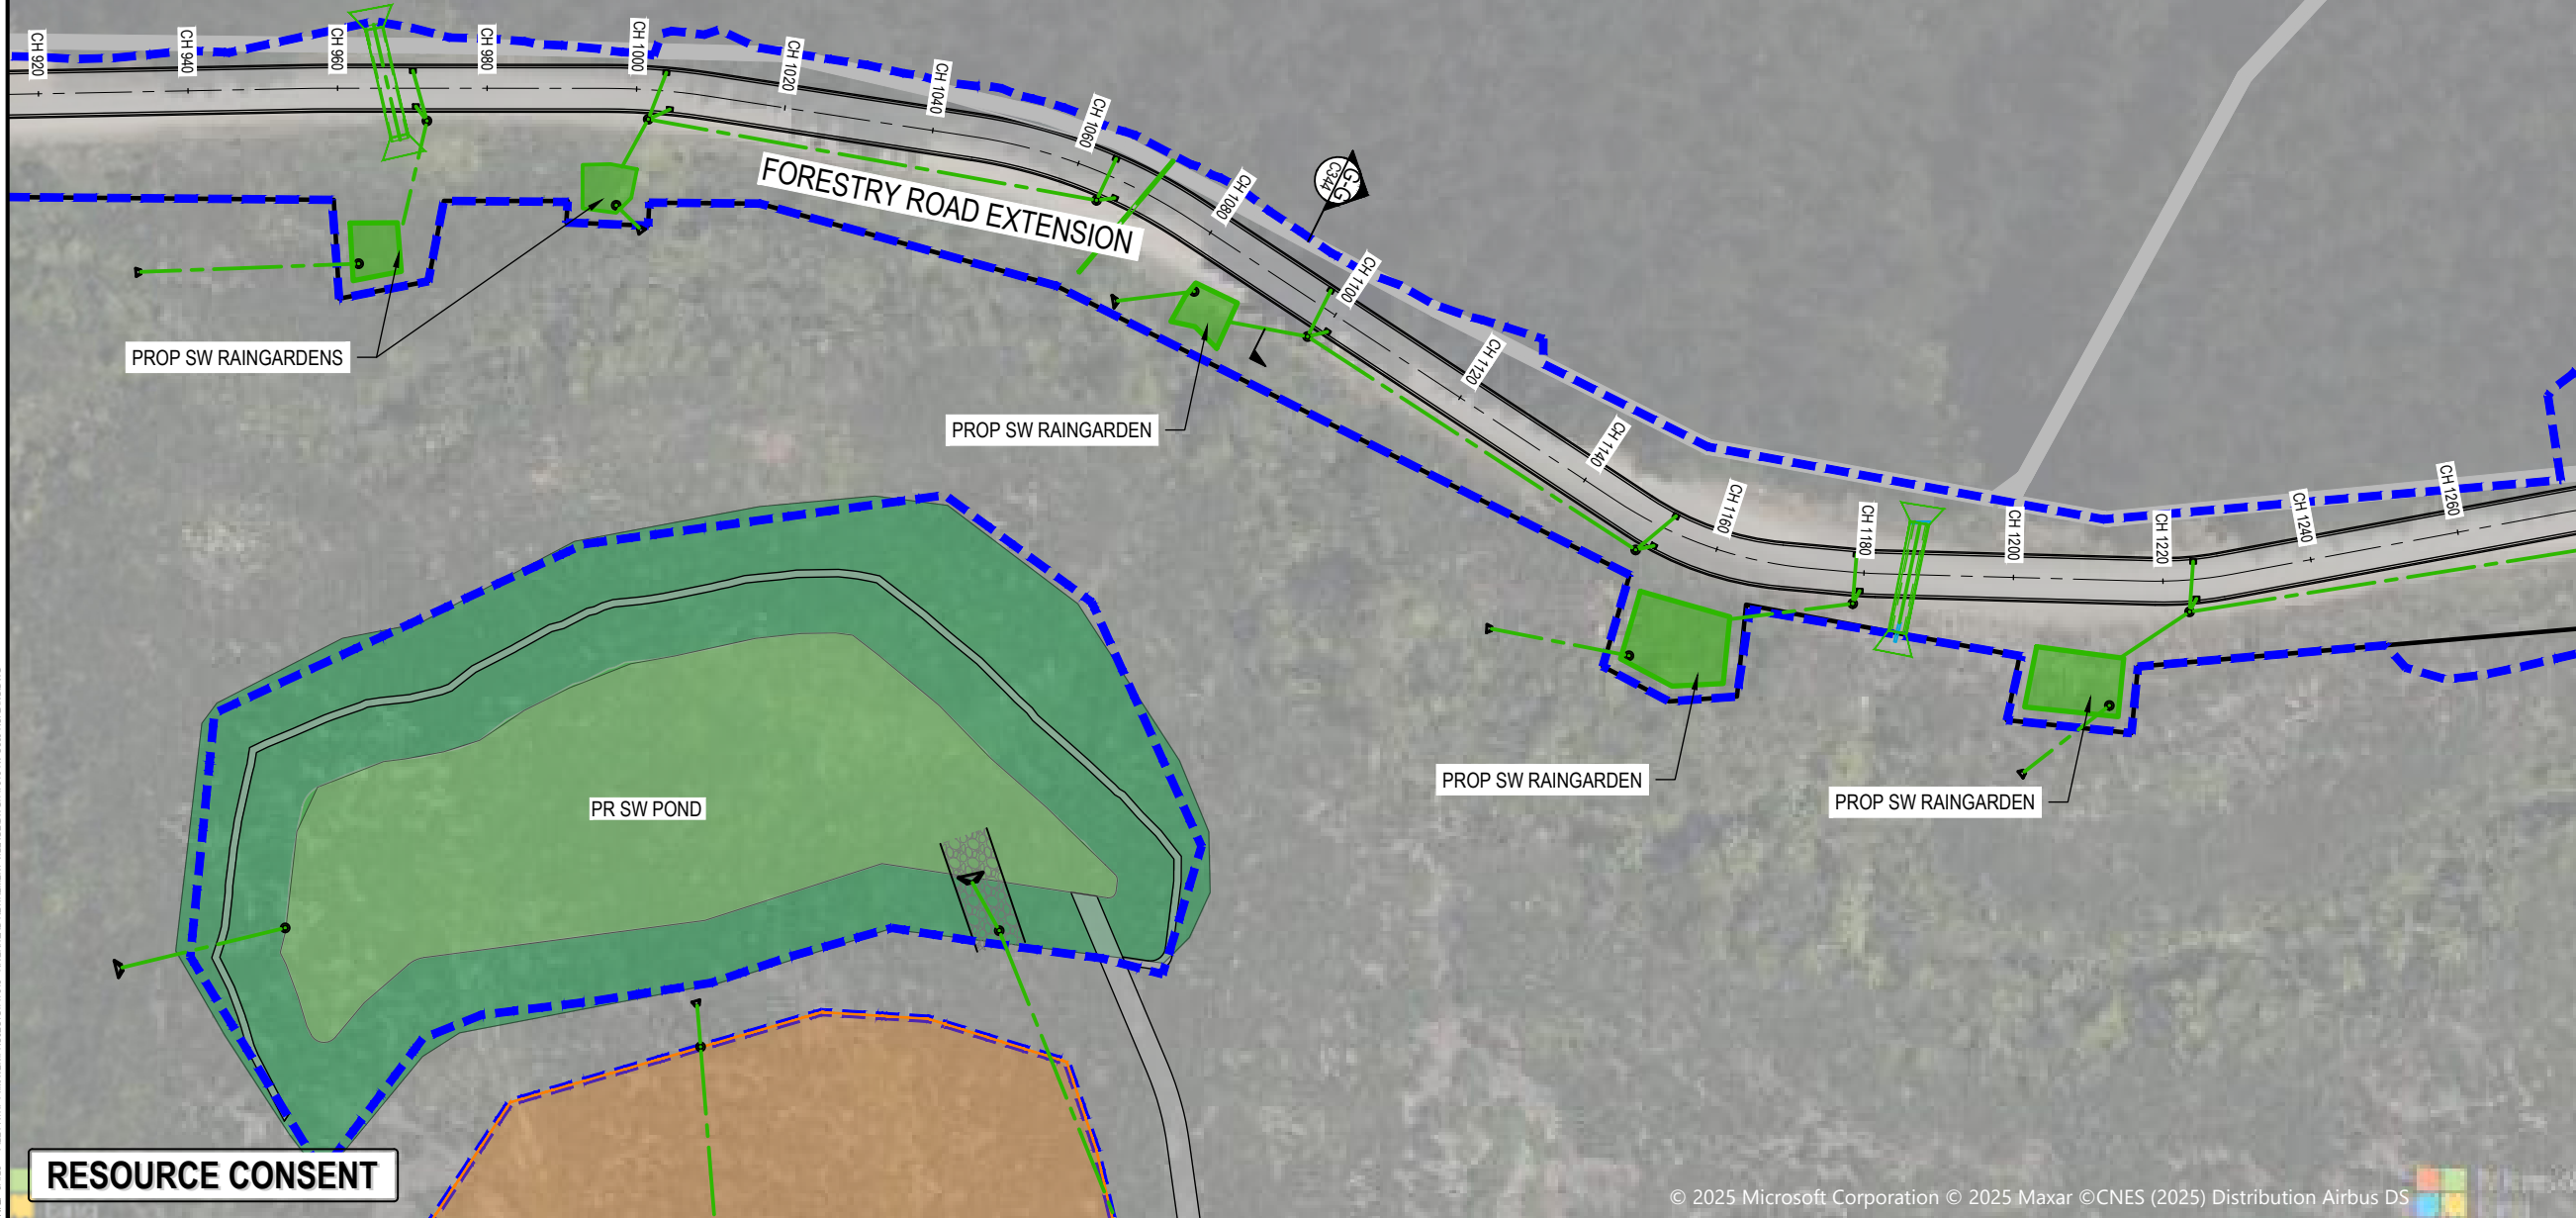 CH 920
CH 940
CH 960
CH 980
CH 1000
CH 1020
CH 1040
CH 1060
CH 1080
CH 1100
CH 1120
CH 1140
CH 1160
CH 1180
CH 1200
CH 1220
CH 1240
CH 1260
G-G
C344
FORESTRY ROAD EXTENSION
PROP SW RAINGARDENS
PROP SW RAINGARDEN
PROP SW RAINGARDEN
PROP SW RAINGARDEN
PR SW POND
RESOURCE CONSENT
© 2025 Microsoft Corporation © 2025 Maxar ©CNES (2025) Distribution Airbus DS